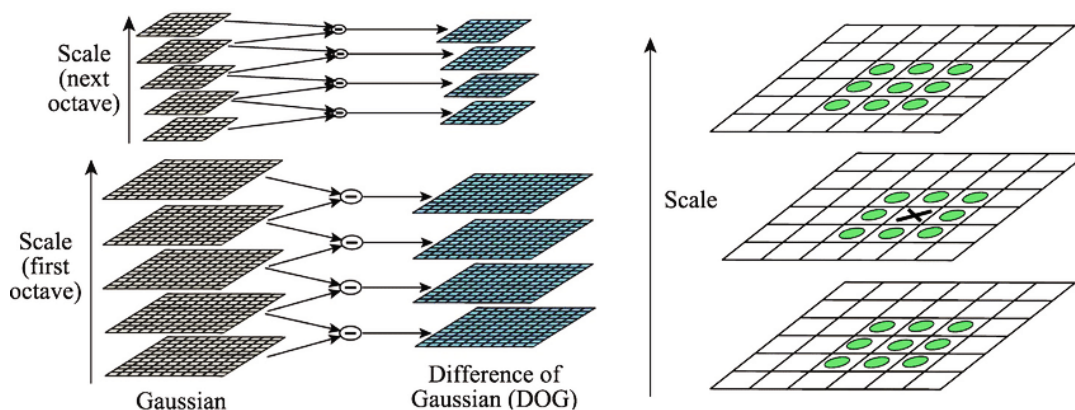 Scale
(next
octave)
Scale
(first
octave)
Gaussian
Difference of
Gaussian (DOG)
Scale